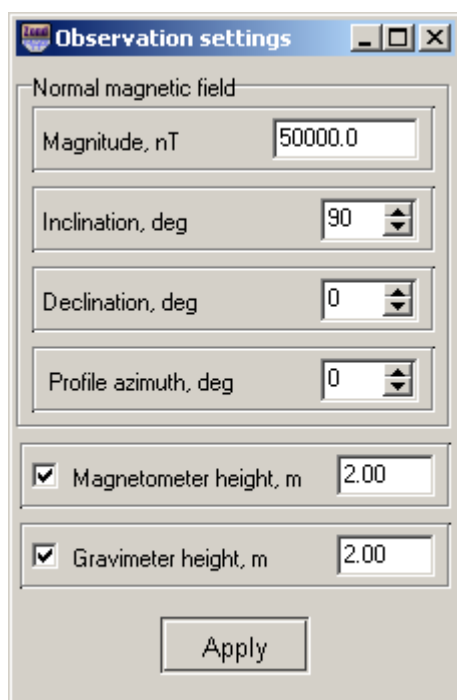 Zond
Observation settings
Normal magnetic field
Magnitude, nT 50000.0
Inclination, deg 90
Declination, deg 0
Profile azimuth, deg 0
Magnetometer height, m 2.00
Gravimeter height, m 2.00
Apply